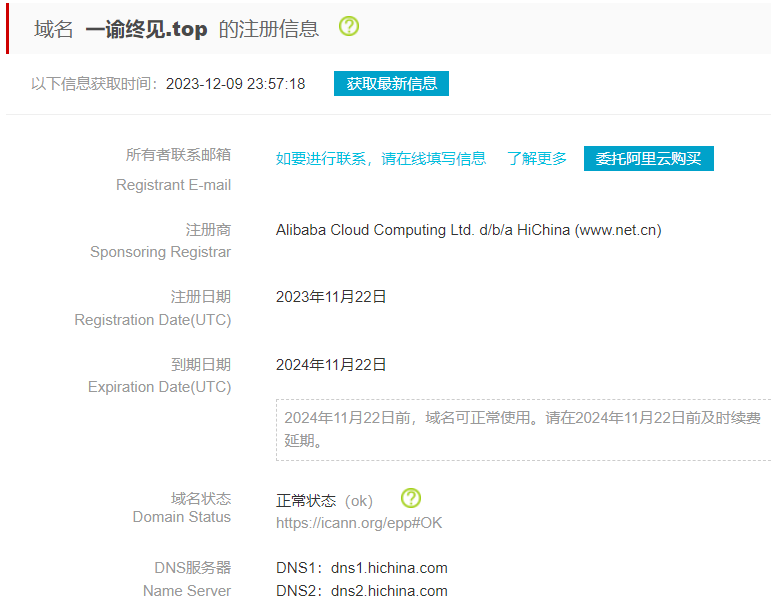 域名 一谕终见.top 的注册信息 ?
以下信息获取时间：2023-12-09 23:57:18 获取最新信息
所有者联系邮箱 如要进行联系，请在线填写信息 了解更多 委托阿里云购买
Registrant E-mail
注册商 Alibaba Cloud Computing Ltd. d/b/a HiChina (www.net.cn)
Sponsoring Registrar
注册日期 2023年11月22日
Registration Date(UTC)
到期日期 2024年11月22日
Expiration Date(UTC)
2024年11月22日前，域名可正常使用。请在2024年11月22日前及时续费
延期。
域名状态 正常状态（ok） ?
Domain Status https://icann.org/epp#OK
DNS服务器 DNS1：dns1.hichina.com
Name Server DNS2：dns2.hichina.com